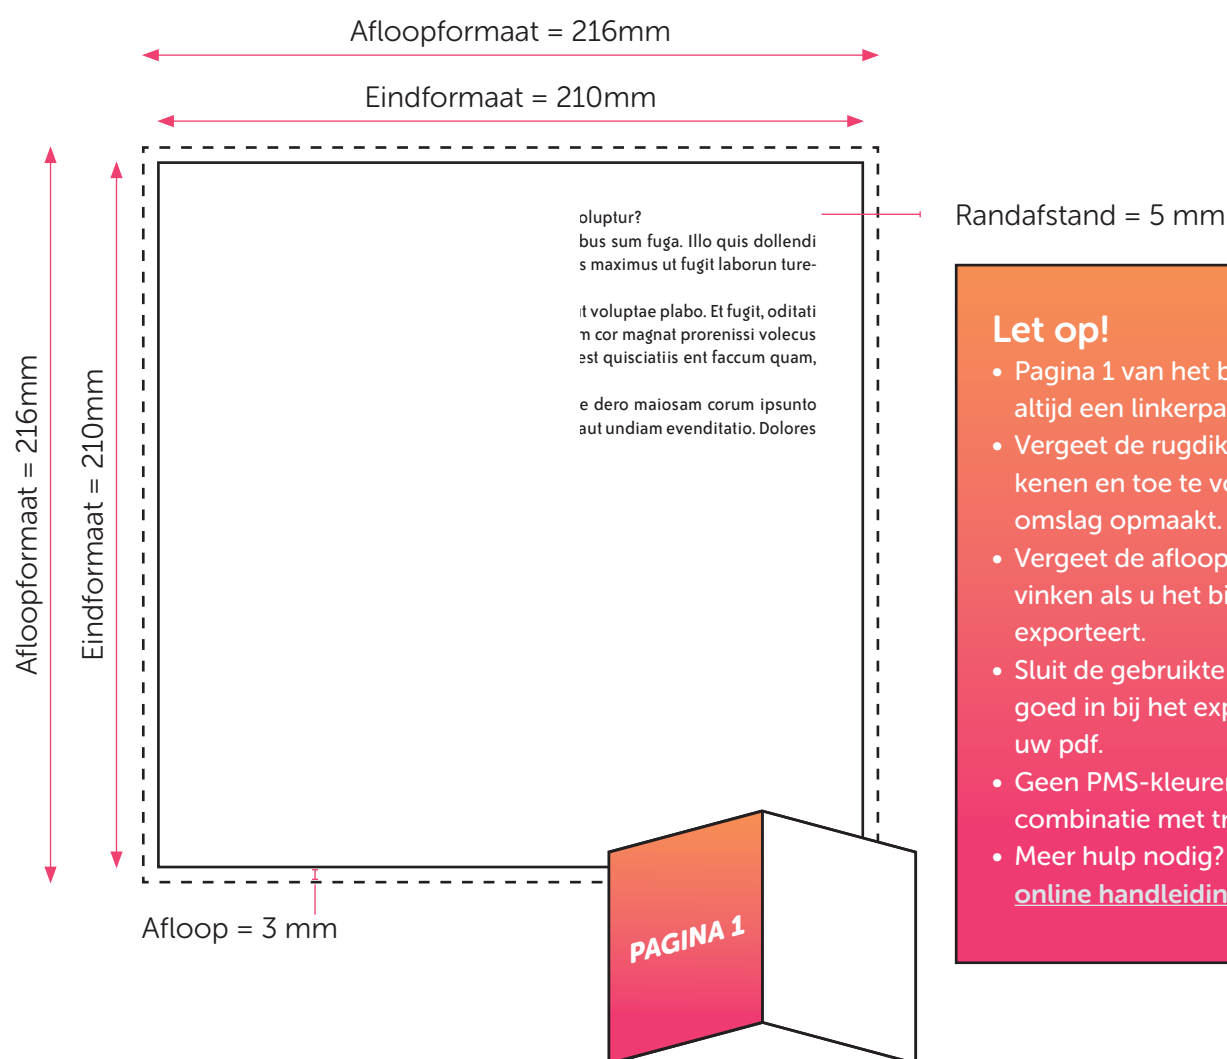 Afloopformaat = 216mm
Eindformaat = 210mm
Afloopformaat = 216mm
Eindformaat = 210mm
oluptur?
bus sum fuga. Illo quis dollendi
s maximus ut fugit laborun ture-
t voluptae plabo. Et fugit, oditati
m cor magnat prorenissi volecus
est quisciatiis ent faccum quam,
e dero maiosam corum ipsunto
aut undiam evenditatio. Dolores
Randafstand = 5 mm
Let op!
• Pagina 1 van het b
altijd een linkerpa
• Vergeet de rugdik
kenen en toe te vo
omslag opmaakt.
• Vergeet de afloop
vinken als u het bi
exporteert.
• Sluit de gebruikte
goed in bij het exp
uw pdf.
• Geen PMS-kleuren
combinatie met tr
• Meer hulp nodig?
online handleidin
Afloop = 3 mm
PAGINA 1